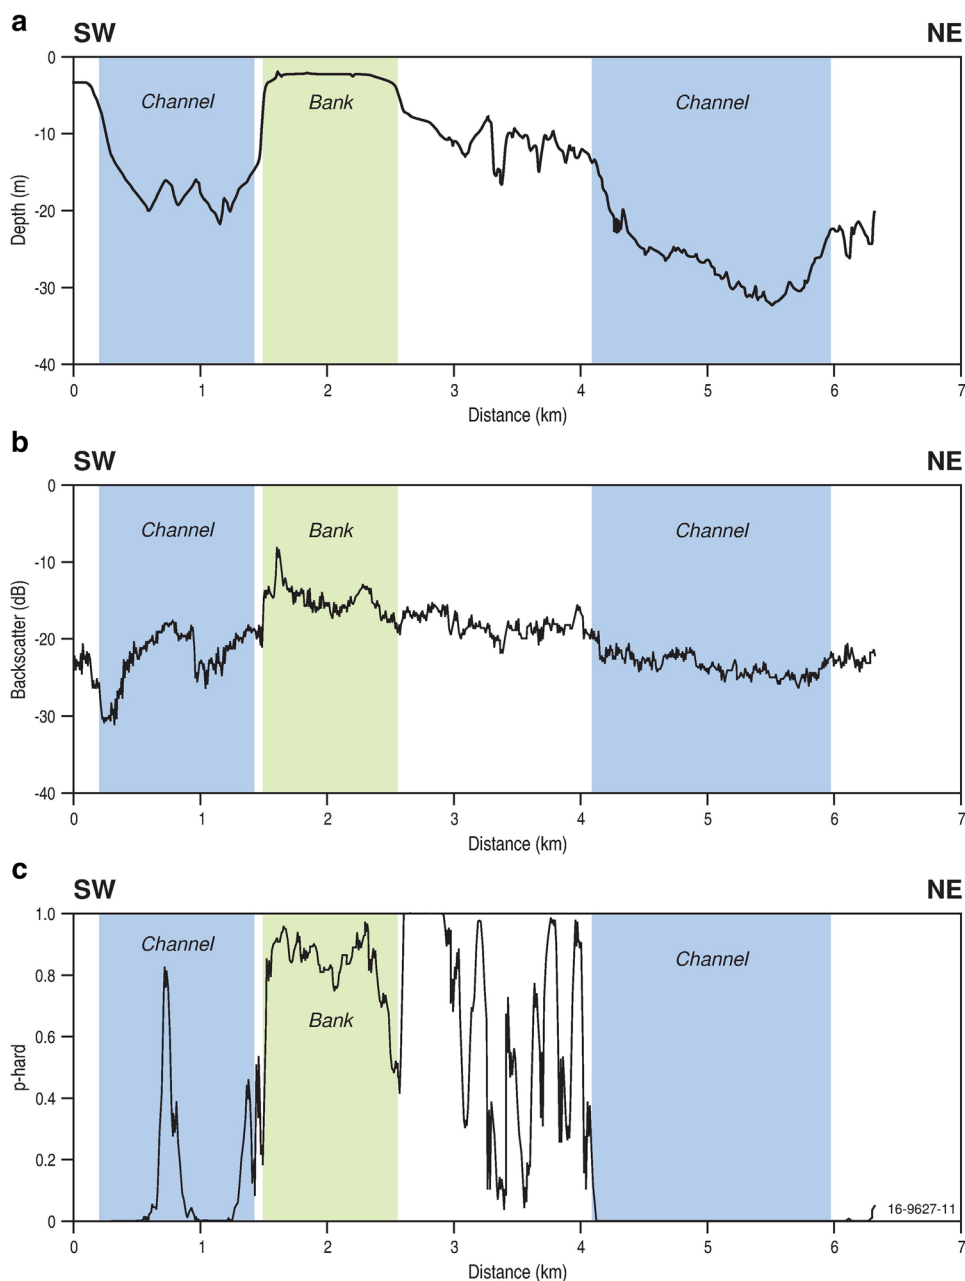 a
SW NE
0
-10
-20
-30
-40
Depth (m)
Channel Bank Channel
0 1 2 3 4 5 6 7
Distance (km)
b
SW NE
0
-10
-20
-30
-40
Backscatter (dB)
Channel Bank Channel
0 1 2 3 4 5 6 7
Distance (km)
c
SW NE
1.0
0.8
0.6
0.4
0.2
0
p-hard
Channel
Channel
Bank
16-9627-11
0 1 2 3 4 5 6 7
Distance (km)